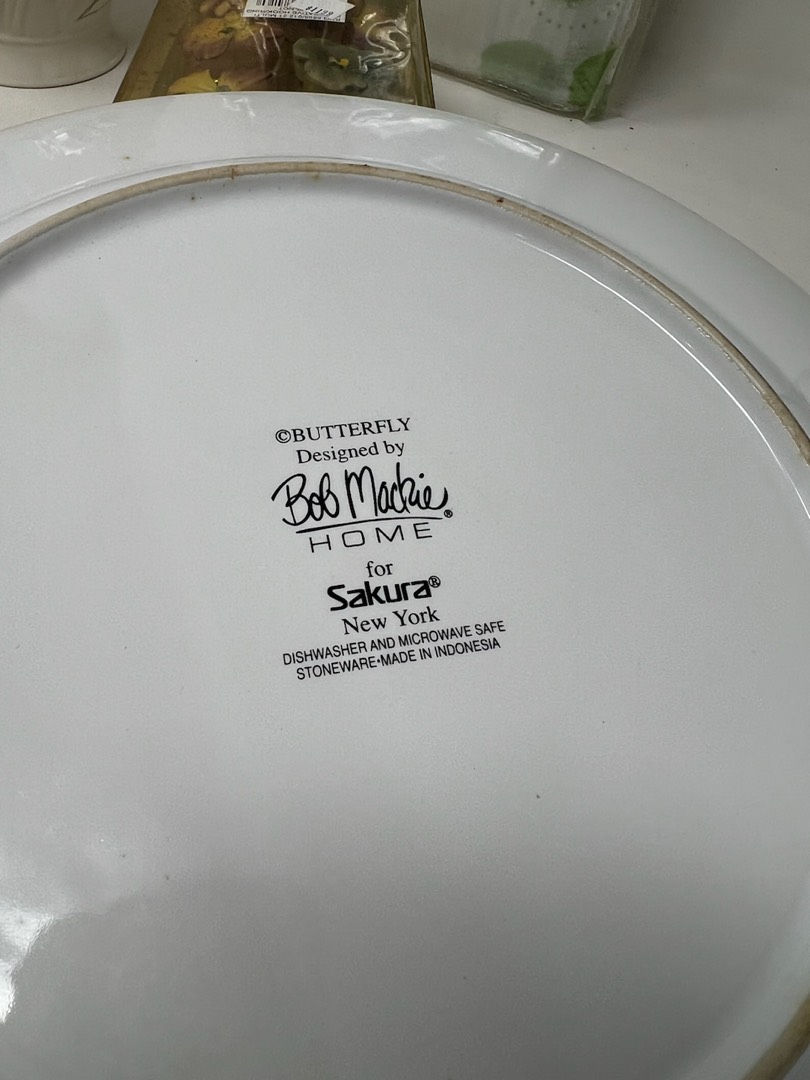 ©BUTTERFLY
Designed by
Bob Mackie®
HOME
for
Sakura®
New York
DISHWASHER AND MICROWAVE SAFE
STONEWARE•MADE IN INDONESIA